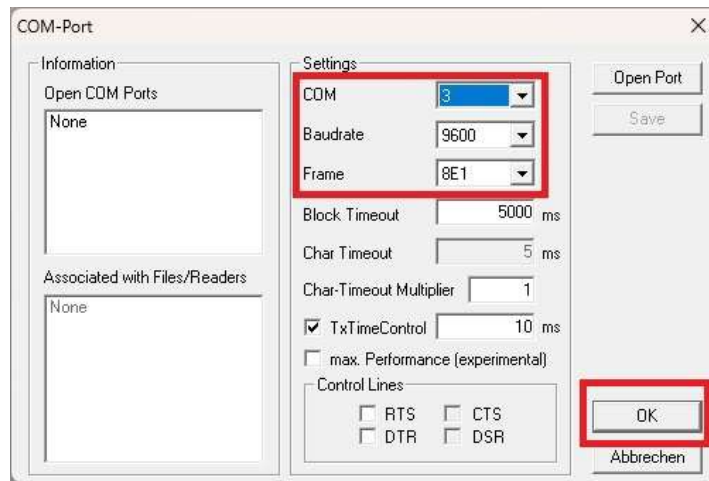 COM-Port
Information
Open COM Ports
None
Associated with Files/Readers
None
Settings
COM 3
Baudrate 9600
Frame 8E1
Block Timeout 5000 ms
Char Timeout 5 ms
Char-Timeout Multiplier 1
TxTimeControl 10 ms
max. Performance (experimental)
Control Lines
RTS CTS
DTR DSR
Open Port
Save
OK
Abbrechen